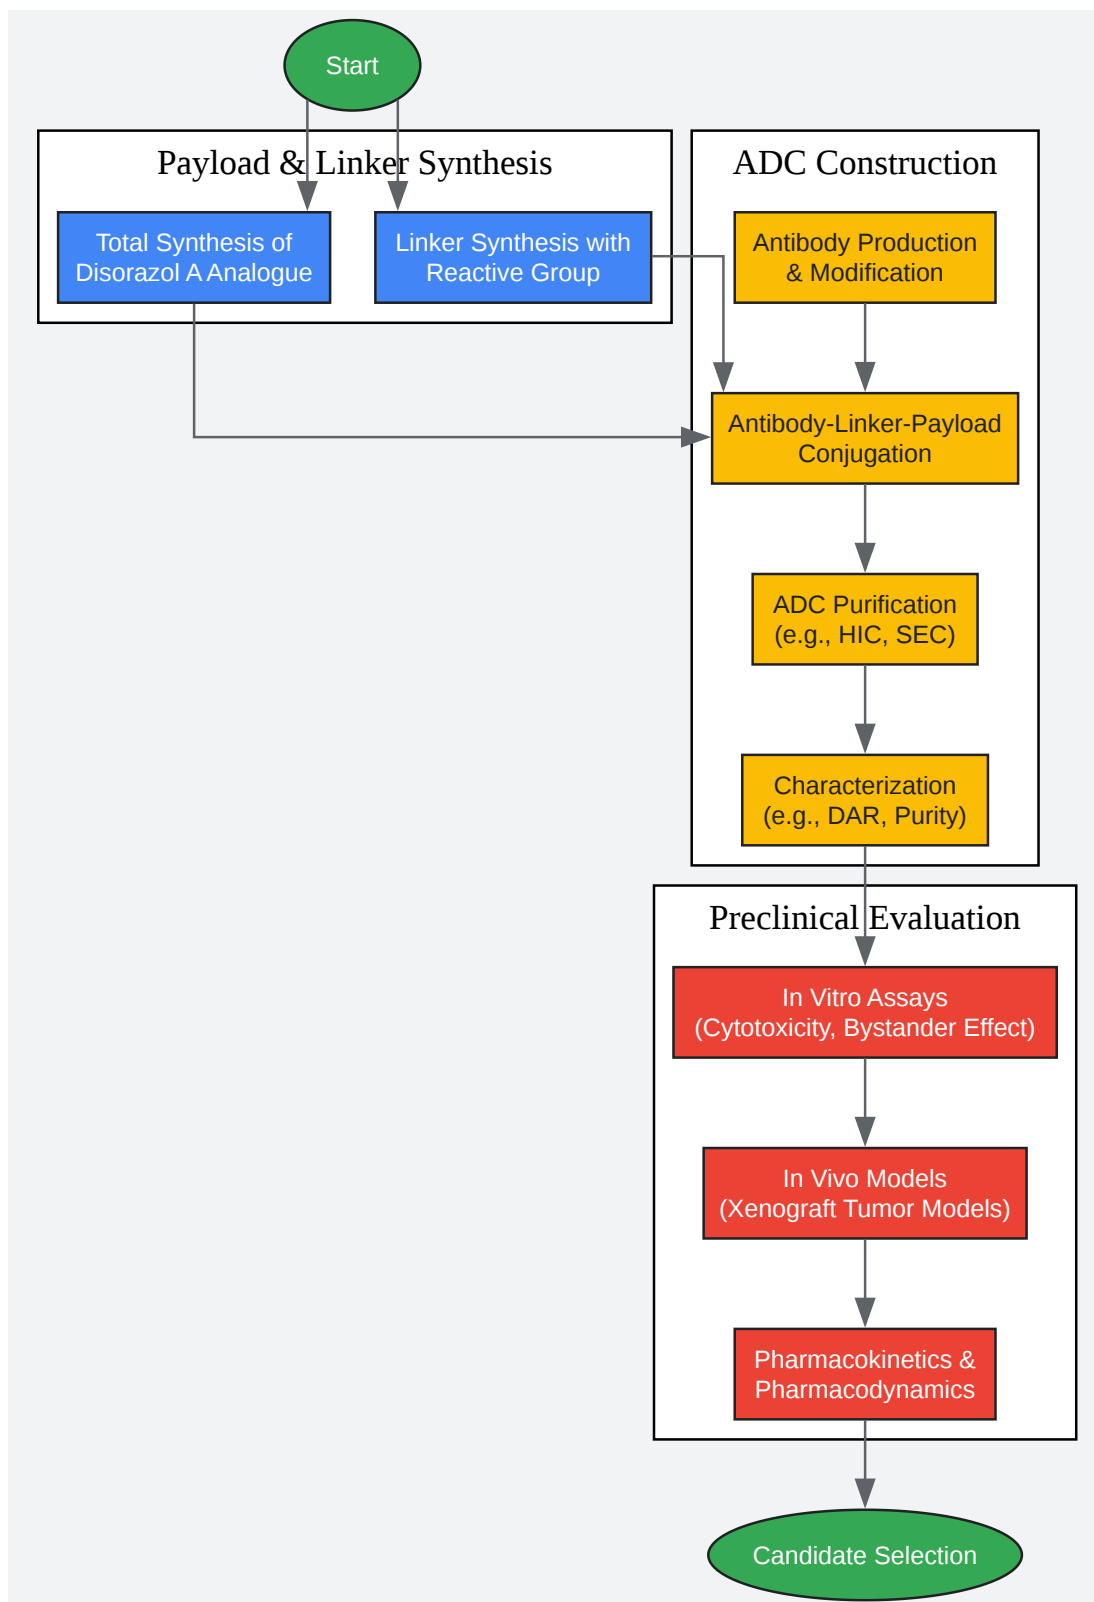 Start
Payload & Linker Synthesis
Total Synthesis of
Disorazol A Analogue
Linker Synthesis with
Reactive Group
ADC Construction
Antibody Production
& Modification
Antibody-Linker-Payload
Conjugation
ADC Purification
(e.g., HIC, SEC)
Characterization
(e.g., DAR, Purity)
Preclinical Evaluation
In Vitro Assays
(Cytotoxicity, Bystander Effect)
In Vivo Models
(Xenograft Tumor Models)
Pharmacokinetics &
Pharmacodynamics
Candidate Selection